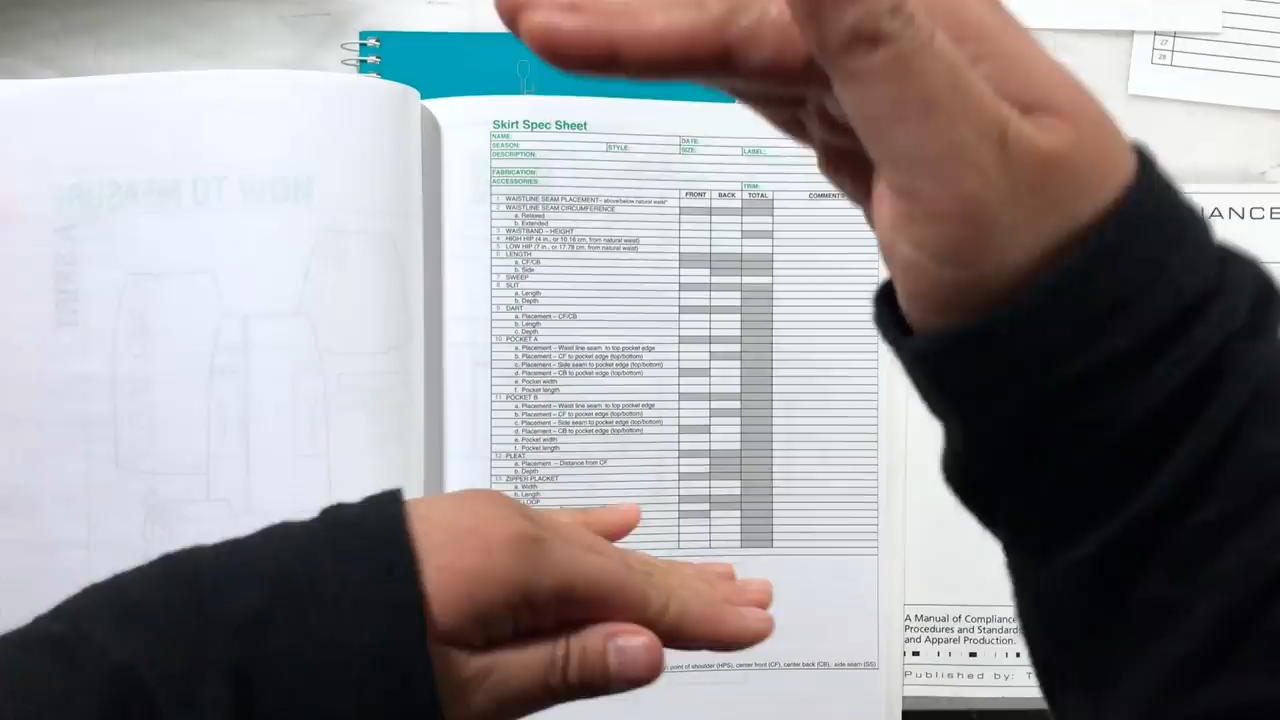 27
28
Skirt Spec Sheet
NAME: DATE:
SEASON: STYLE: SIZE: LABEL:
DESCRIPTION:
FABRICATION:
ACCESSORIES: TRIM:
FRONT BACK TOTAL COMMENTS
1 WAISTLINE SEAM PLACEMENT – above/below natural waist*
2 WAISTLINE SEAM CIRCUMFERENCE
a. Relaxed
b. Extended
3 WAISTBAND – HEIGHT
4 HIGH HIP (4 in., or 10.16 cm, from natural waist)
5 LOW HIP (7 in., or 17.78 cm, from natural waist)
6 LENGTH
a. CF/CB
b. Side
7 SWEEP
8 SLIT
a. Length
b. Depth
9 DART
a. Placement – CF/CB
b. Length
c. Depth
10 POCKET A
a. Placement – Waist line seam to top pocket edge
b. Placement – CF to pocket edge (top/bottom)
c. Placement – Side seam to pocket edge (top/bottom)
d. Placement – CB to pocket edge (top/bottom)
e. Pocket width
f. Pocket length
11 POCKET B
a. Placement – Waist line seam to top pocket edge
b. Placement – CF to pocket edge (top/bottom)
c. Placement – Side seam to pocket edge (top/bottom)
d. Placement – CB to pocket edge (top/bottom)
e. Pocket width
f. Pocket length
12 PLEAT
a. Placement – Distance from CF
b. Depth
13 ZIPPER PLACKET
a. Width
b. Length
LOOP
point of shoulder (HPS), center front (CF), center back (CB), side seam (SS)
IANCE
A Manual of Compliance
Procedures and Standards
and Apparel Production.
Published by: T